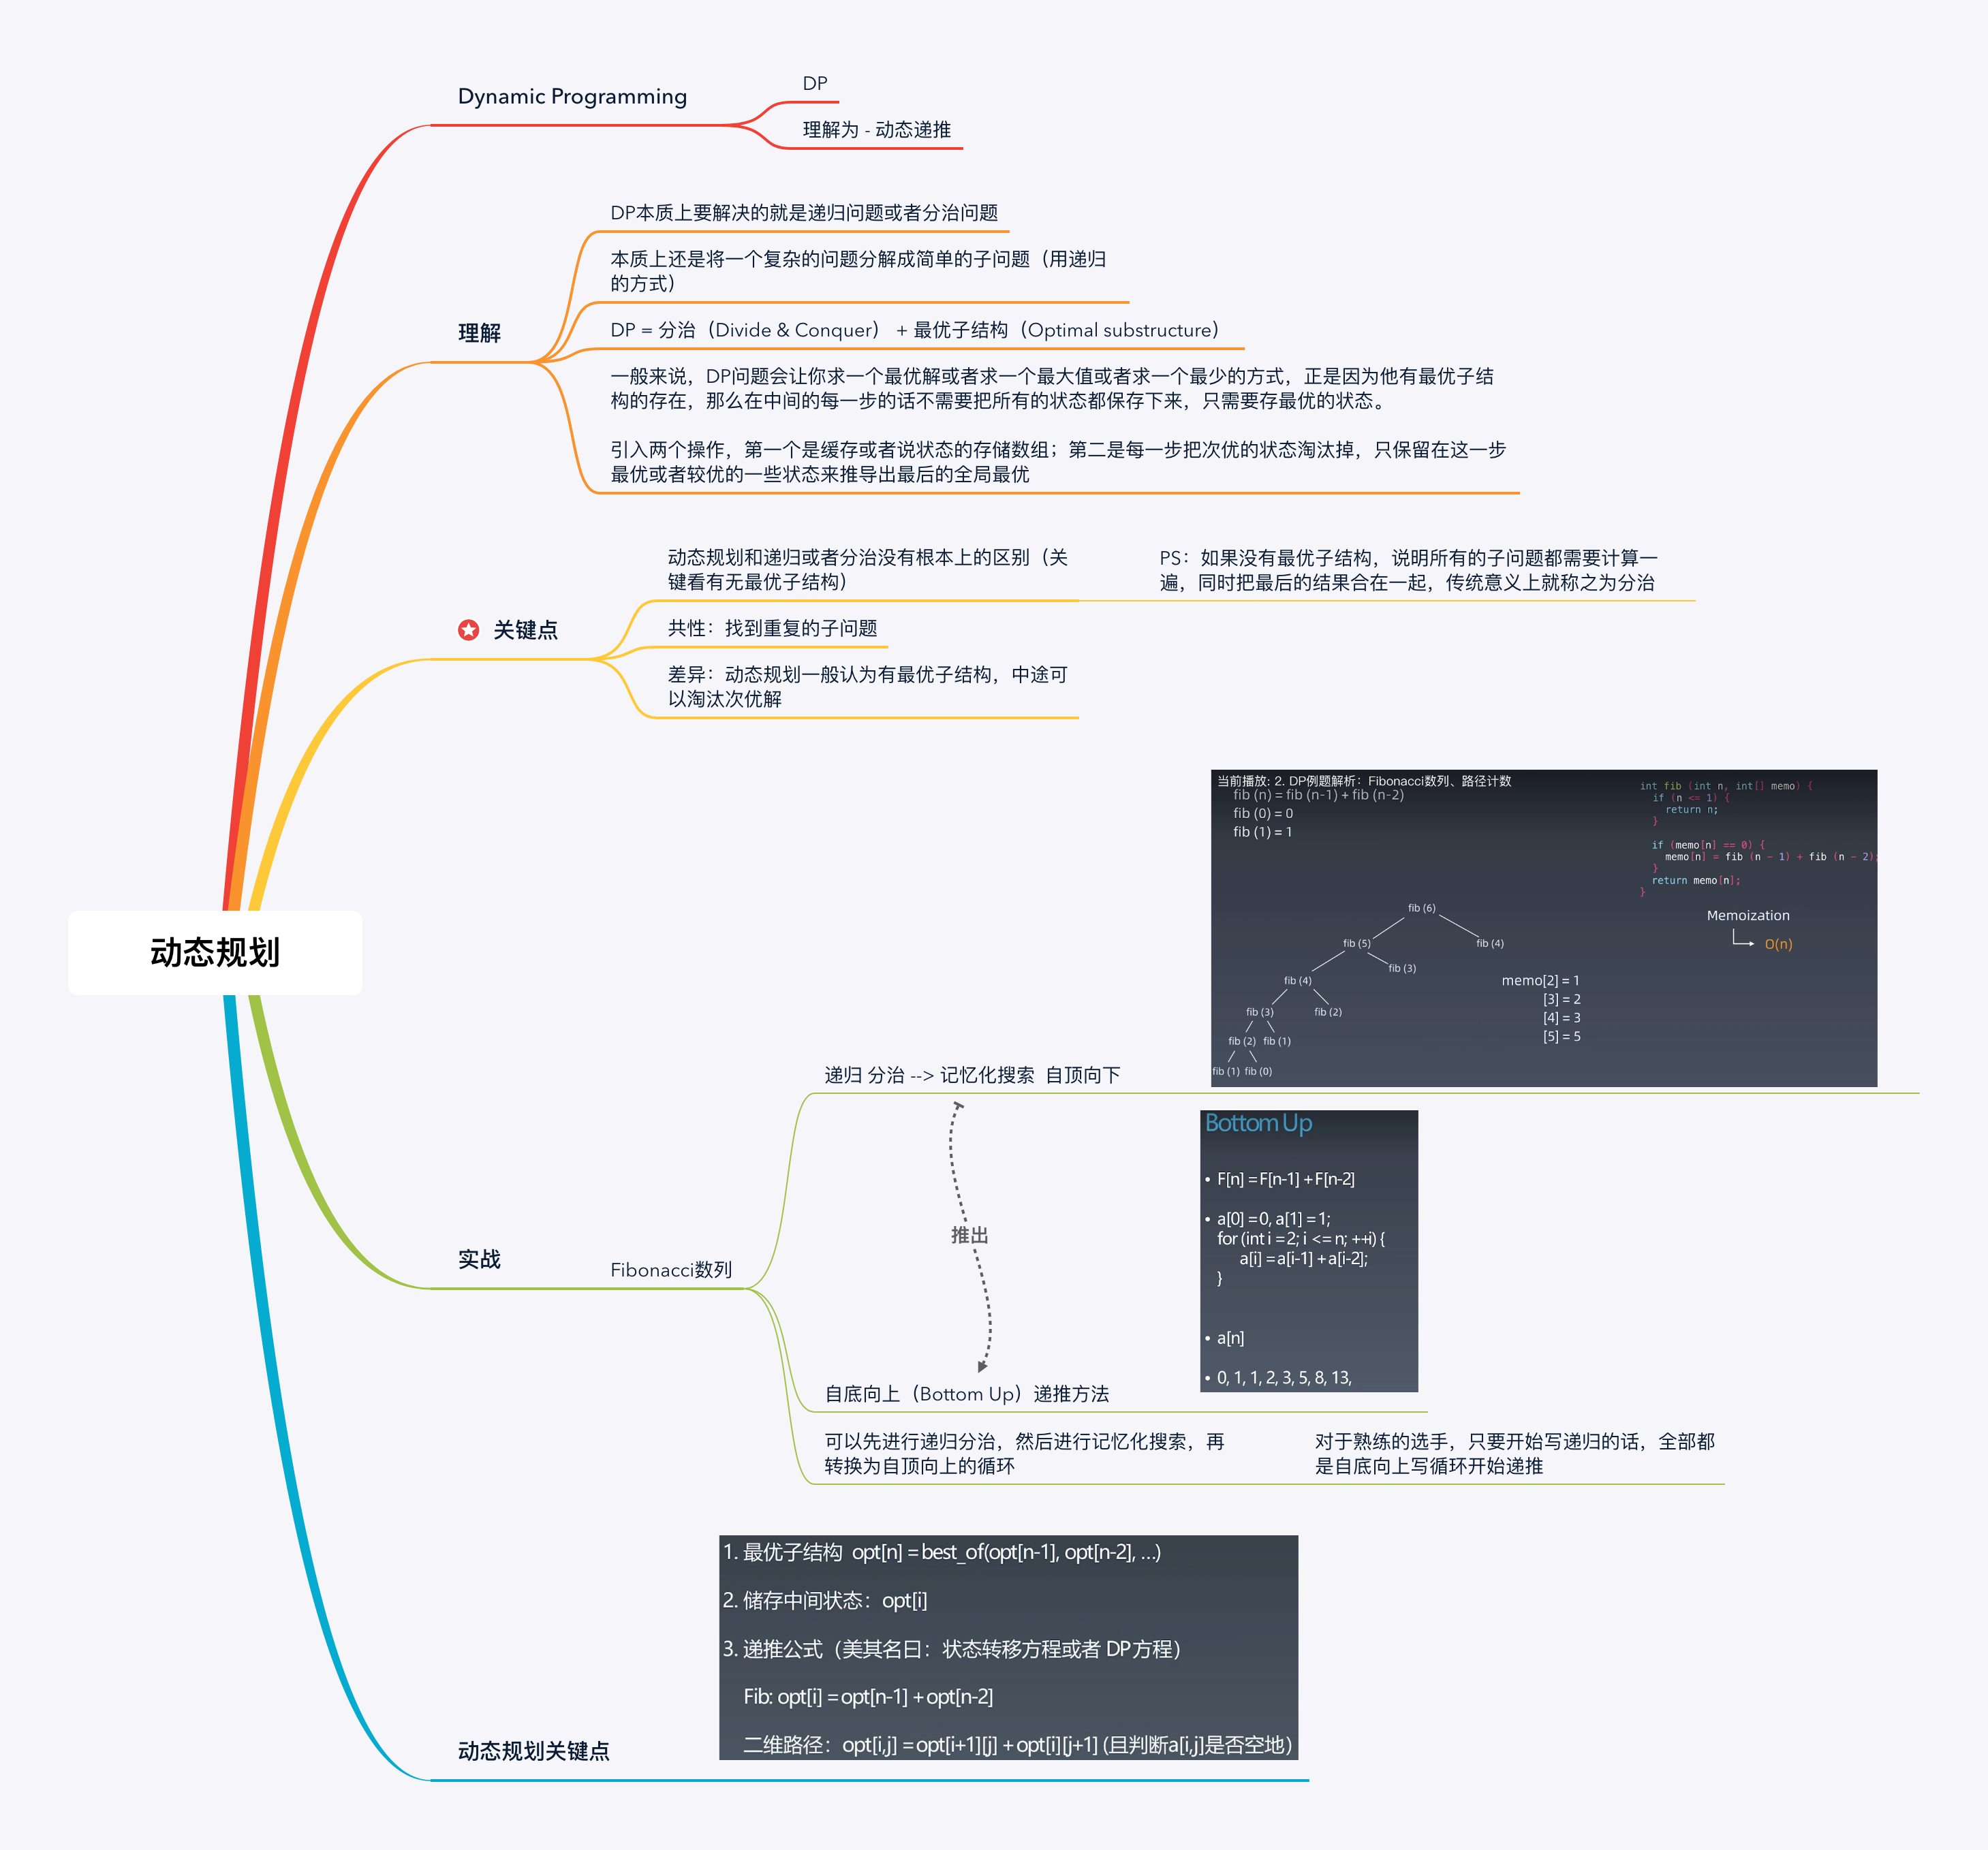 Dynamic Programming
DP
理解为 - 动态递推
理解
DP本质上要解决的就是递归问题或者分治问题
本质上还是将一个复杂的问题分解成简单的子问题（用递归
的方式）
DP = 分治（Divide & Conquer） + 最优子结构（Optimal substructure）
一般来说，DP问题会让你求一个最优解或者求一个最大值或者求一个最少的方式，正是因为他有最优子结
构的存在，那么在中间的每一步的话不需要把所有的状态都保存下来，只需要存最优的状态。
引入两个操作，第一个是缓存或者说状态的存储数组；第二是每一步把次优的状态淘汰掉，只保留在这一步
最优或者较优的一些状态来推导出最后的全局最优
关键点
动态规划和递归或者分治没有根本上的区别（关
键看有无最优子结构）
PS：如果没有最优子结构，说明所有的子问题都需要计算一
遍，同时把最后的结果合在一起，传统意义上就称之为分治
共性：找到重复的子问题
差异：动态规划一般认为有最优子结构，中途可
以淘汰次优解
动态规划
实战
Fibonacci数列
递归 分治 --> 记忆化搜索 自顶向下
当前播放: 2. DP例题解析：Fibonacci数列、路径计数
fib (n) = fib (n-1) + fib (n-2)
fib (0) = 0
fib (1) = 1
int fib (int n, int[] memo) {
if (n <= 1) {
return n;
}
if (memo[n] == 0) {
memo[n] = fib (n - 1) + fib (n - 2);
}
return memo[n];
}
Memoization
O(n)
fib (6)
fib (5)
fib (4)
fib (3)
fib (4)
fib (3)
fib (2)
fib (2)
fib (1)
fib (1)
fib (0)
memo[2] = 1
[3] = 2
[4] = 3
[5] = 5
推出
自底向上（Bottom Up）递推方法
Bottom Up
• F[n] = F[n-1] + F[n-2]
• a[0] = 0, a[1] = 1;
for (int i = 2; i <= n; ++i) {
a[i] = a[i-1] + a[i-2];
}
• a[n]
• 0, 1, 1, 2, 3, 5, 8, 13,
可以先进行递归分治，然后进行记忆化搜索，再
转换为自顶向上的循环
对于熟练的选手，只要开始写递归的话，全部都
是自底向上写循环开始递推
动态规划关键点
1. 最优子结构 opt[n] = best_of(opt[n-1], opt[n-2], …)
2. 储存中间状态：opt[i]
3. 递推公式（美其名曰：状态转移方程或者 DP方程）
Fib: opt[i] = opt[n-1] + opt[n-2]
二维路径：opt[i,j] = opt[i+1][j] + opt[i][j+1] (且判断a[i,j]是否空地）